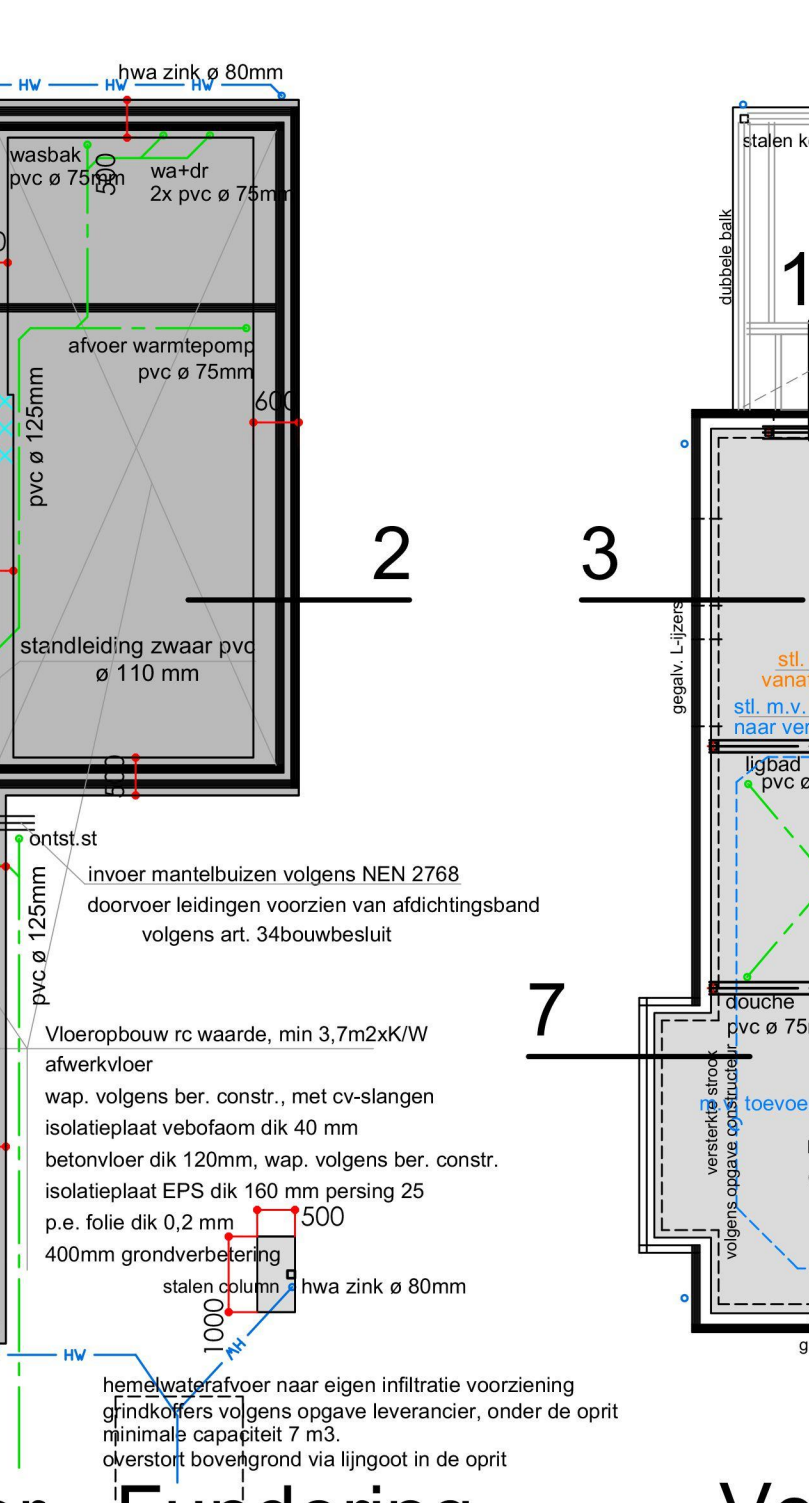 hwa zink ø 80mm
HW HW HW
wasbak
pvc ø 75mm
500
wa+dr
2x pvc ø 75mm
afvoer warmtepomp
pvc ø 75mm
600
pvc ø 125mm
2
standleiding zwaar pvc
ø 110 mm
500
ontst.st
invoer mantelbuizen volgens NEN 2768
doorvoer leidingen voorzien van afdichtingsband
volgens art. 34bouwbesluit
pvc ø 125mm
Vloeropbouw rc waarde, min 3,7m2xK/W
afwerkvloer
wap. volgens ber. constr., met cv-slangen
isolatieplaat vebofaom dik 40 mm
betonvloer dik 120mm, wap. volgens ber. constr.
isolatieplaat EPS dik 160 mm persing 25
p.e. folie dik 0,2 mm
400mm grondverbetering
500
stalen column
hwa zink ø 80mm
1000
HW
HW
hemelwaterafvoer naar eigen infiltratie voorziening
grindkoffers volgens opgave leverancier, onder de oprit
minimale capaciteit 7 m3.
overstort bovengrond via lijngoot in de oprit
Fundering
stalen
dubbele balk
1
3
gegalv. L-ijzers
stl.
stl. m.v.
naar
ligbad
pvc ø
7
douche
pvc ø
versterkte strook
volgens opgave constructeur
m.v.